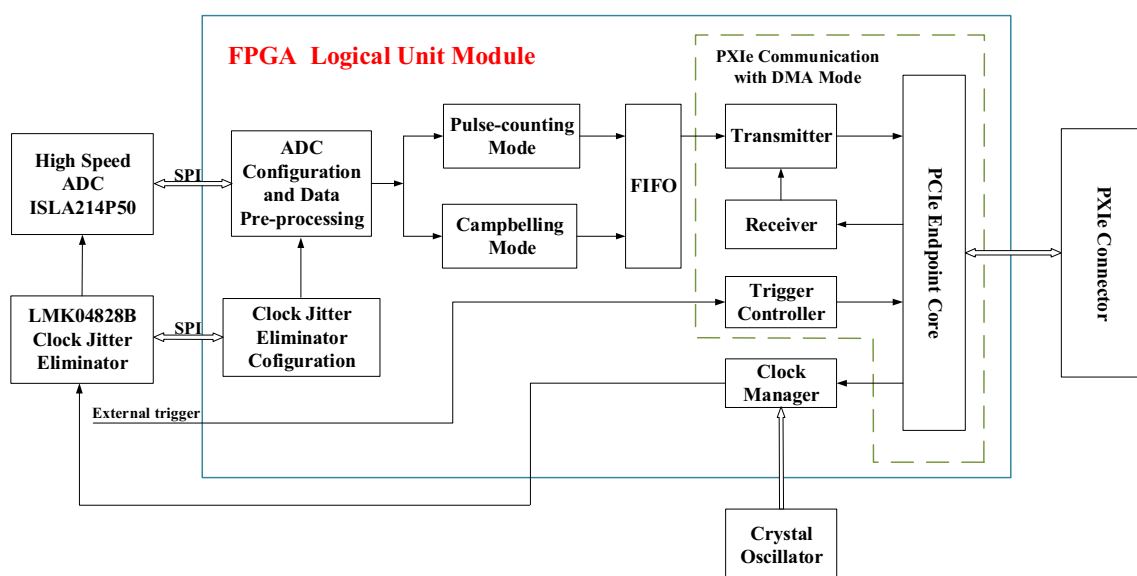 FPGA  Logical Unit Module
PXIe Communication
with DMA Mode
High Speed
ADC
ISLA214P50
SPI
ADC
Configuration
and Data
Pre-processing
Pulse-counting
Mode
Campbelling
Mode
FIFO
Transmitter
Receiver
PCIe Endpoint Core
PXIe Connector
LMK04828B
Clock Jitter
Eliminator
SPI
Clock Jitter
Eliminator
Cofiguration
Trigger
Controller
Clock
Manager
External trigger
Crystal
Oscillator